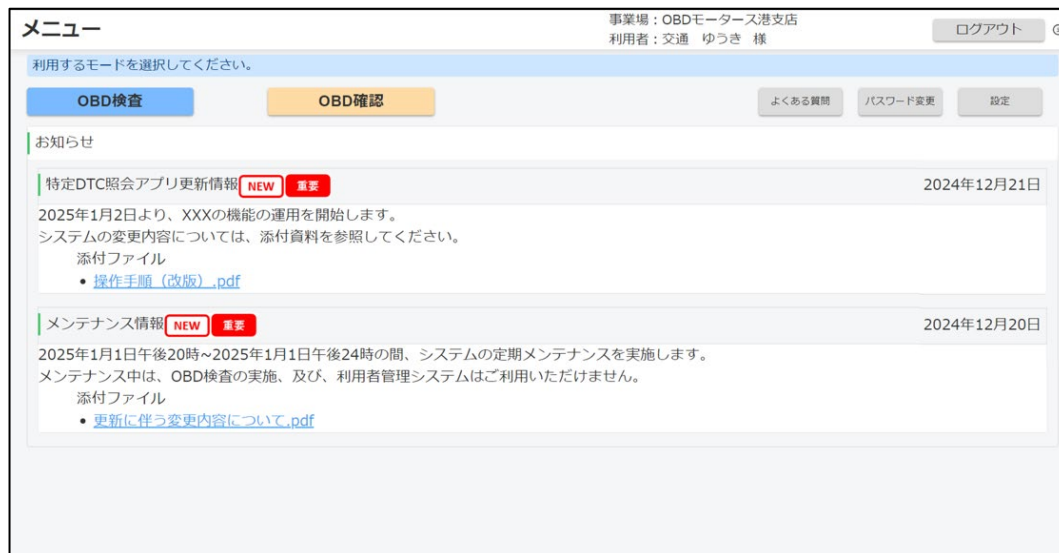 メニュー
事業場：OBDモータース港支店
利用者：交通　ゆうき　様
ログアウト
利用するモードを選択してください。
OBD検査
OBD確認
よくある質問
パスワード変更
設定
お知らせ
特定DTC照会アプリ更新情報 NEW 重要 2024年12月21日
2025年1月2日より、XXXの機能の運用を開始します。
システムの変更内容については、添付資料を参照してください。
添付ファイル
• 操作手順（改版）.pdf
メンテナンス情報 NEW 重要 2024年12月20日
2025年1月1日午後20時~2025年1月1日午後24時の間、システムの定期メンテナンスを実施します。
メンテナンス中は、OBD検査の実施、及び、利用者管理システムはご利用いただけません。
添付ファイル
• 更新に伴う変更内容について.pdf